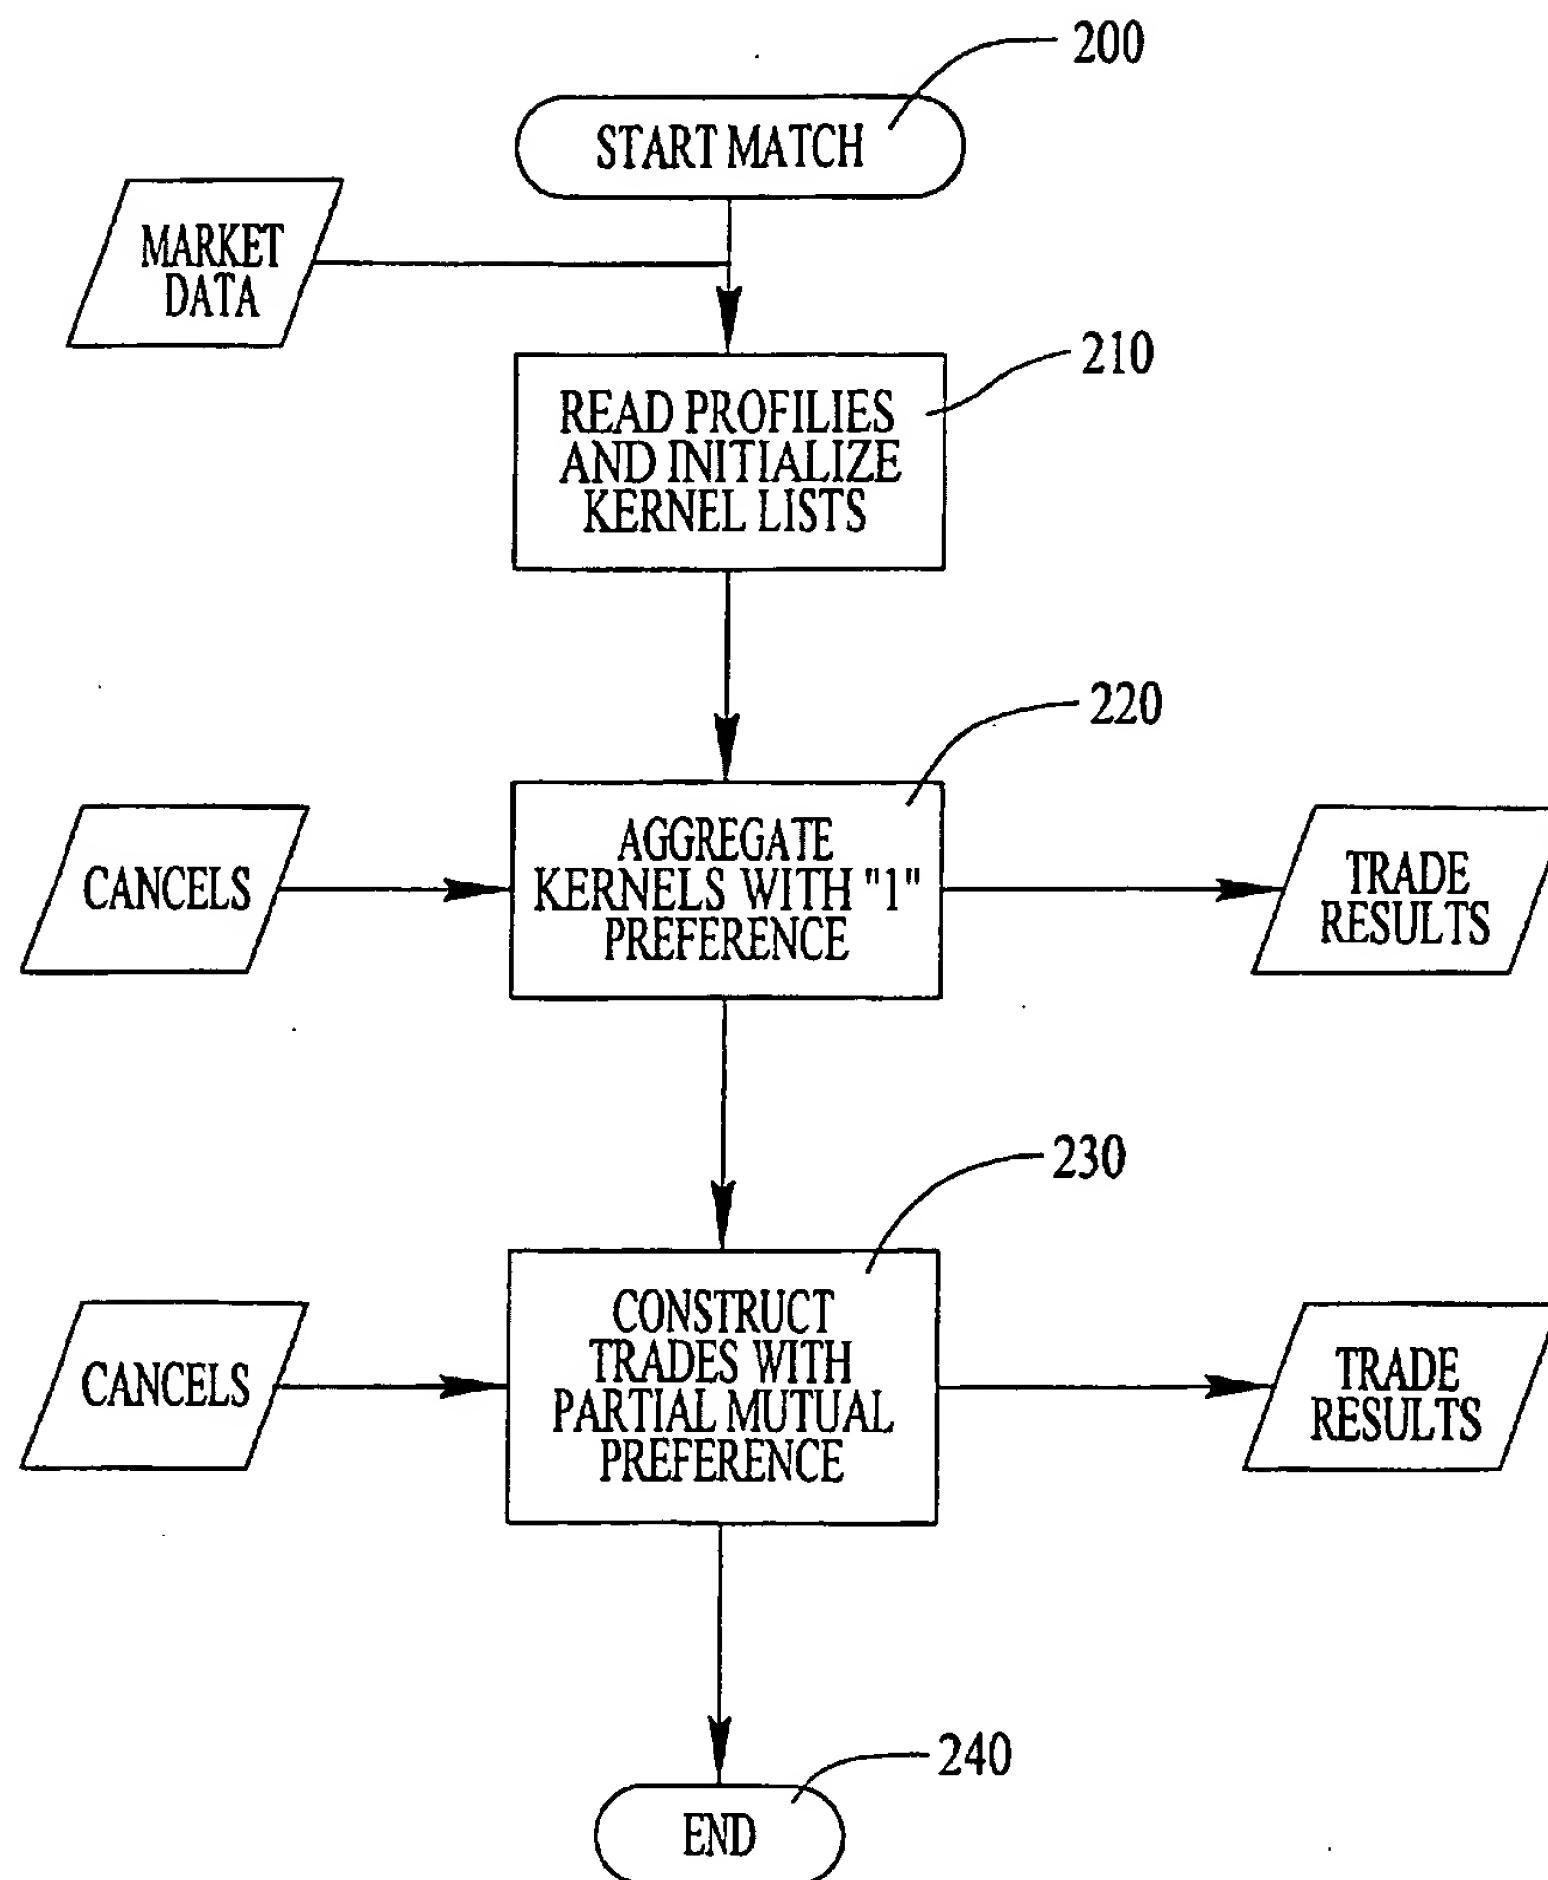 200
START MATCH
MARKET
DATA
210
READ PROFILIES
AND INITIALIZE
KERNEL LISTS
220
CANCELS
AGGREGATE
KERNELS WITH "1"
PREFERENCE
TRADE
RESULTS
230
CANCELS
CONSTRUCT
TRADES WITH
PARTIAL MUTUAL
PREFERENCE
TRADE
RESULTS
240
END